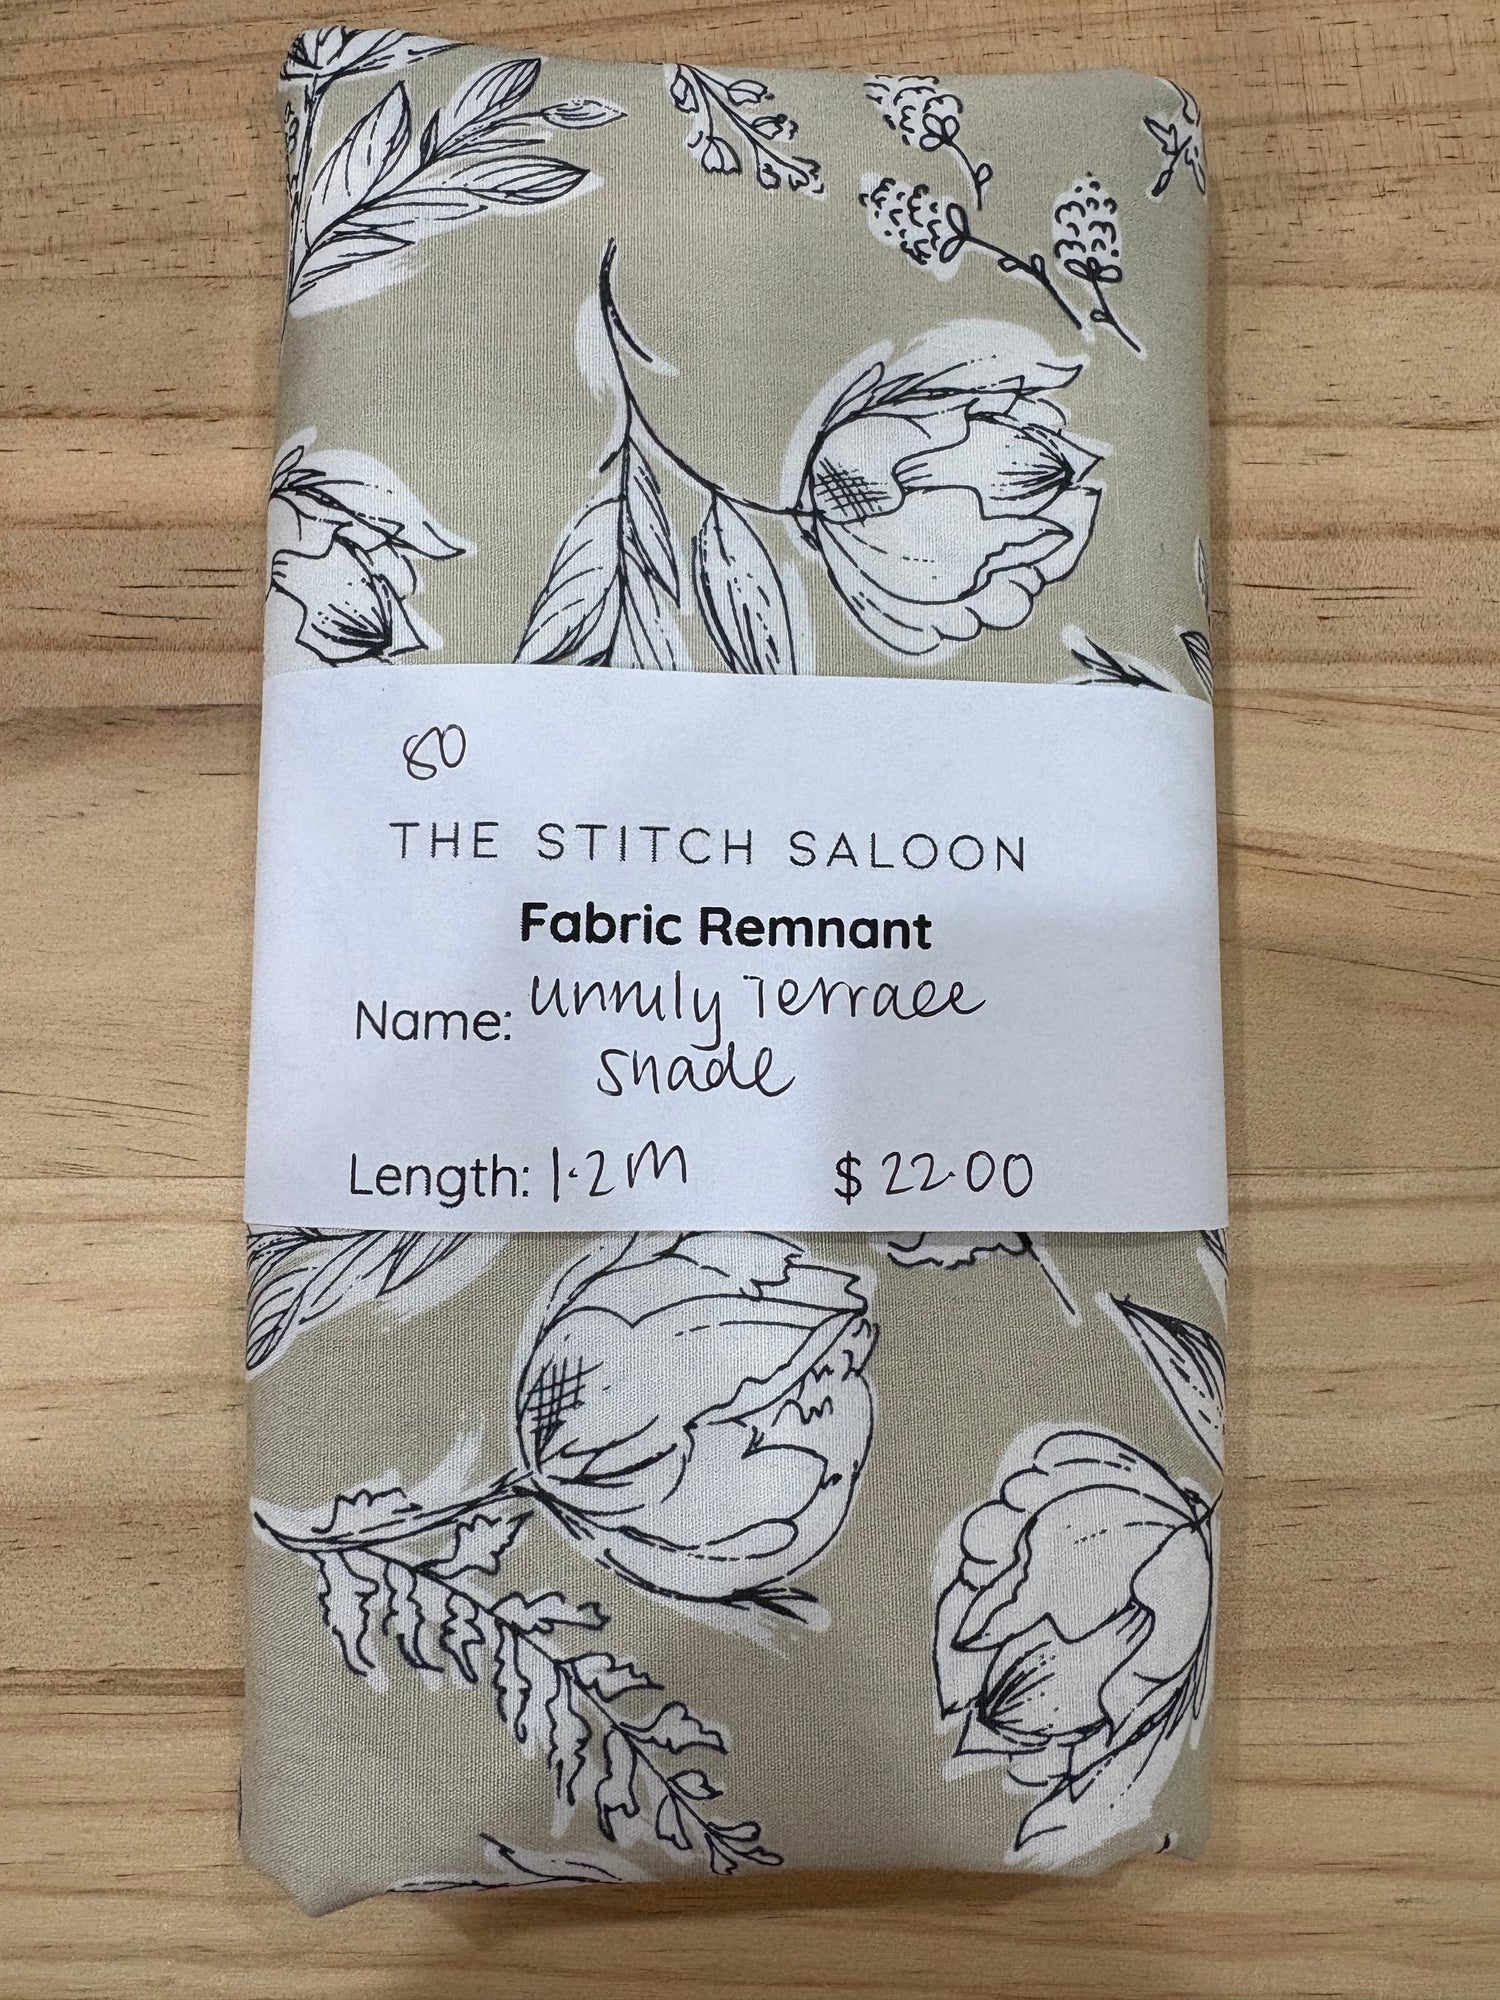 80
THE STITCH SALOON
Fabric Remnant
Name: Unruly Terrace
Shade
Length: 1.2M $22.00